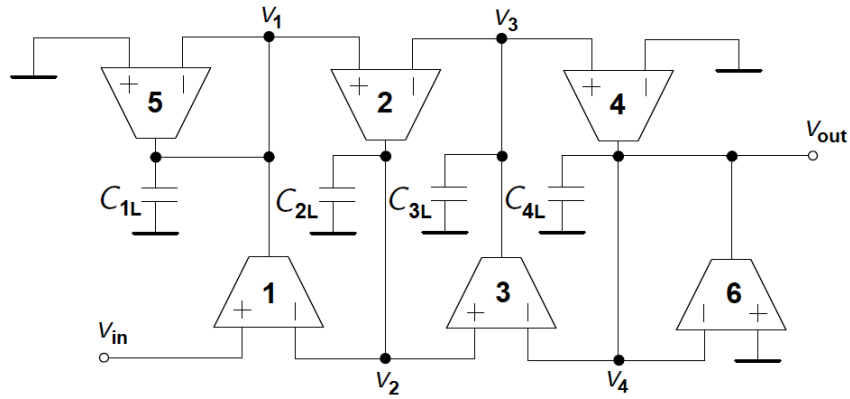 V1
V3
+ −
+ −
+ −
5
2
4
Vout
C1L
C2L
C3L
C4L
1
3
6
+ −
+ −
− +
Vin
V2
V4